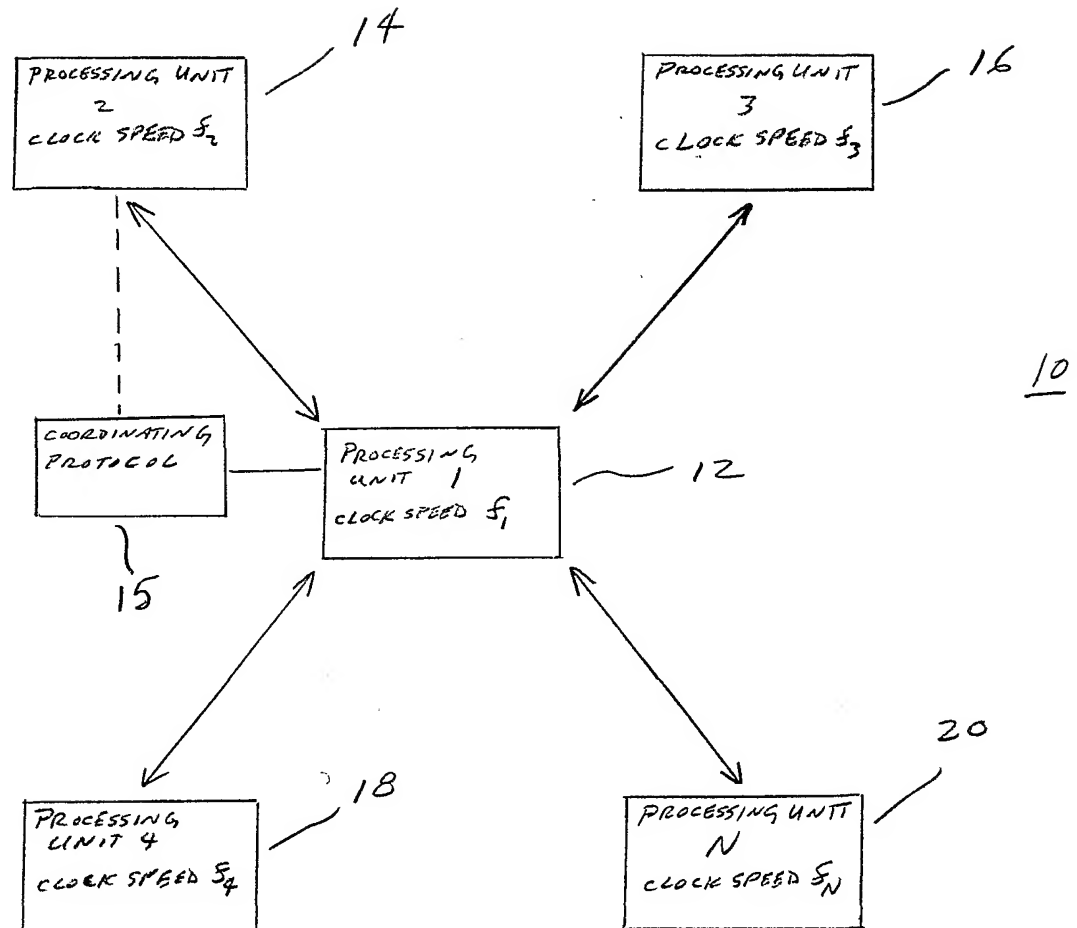 14
PROCESSING UNIT
2
CLOCK SPEED f2
16
PROCESSING UNIT
3
CLOCK SPEED f3
10
COORDINATING
PROTOCOL
15
PROCESSING
UNIT 1
CLOCK SPEED f1
12
18
PROCESSING
UNIT 4
CLOCK SPEED f4
20
PROCESSING UNIT
N
CLOCK SPEED fN